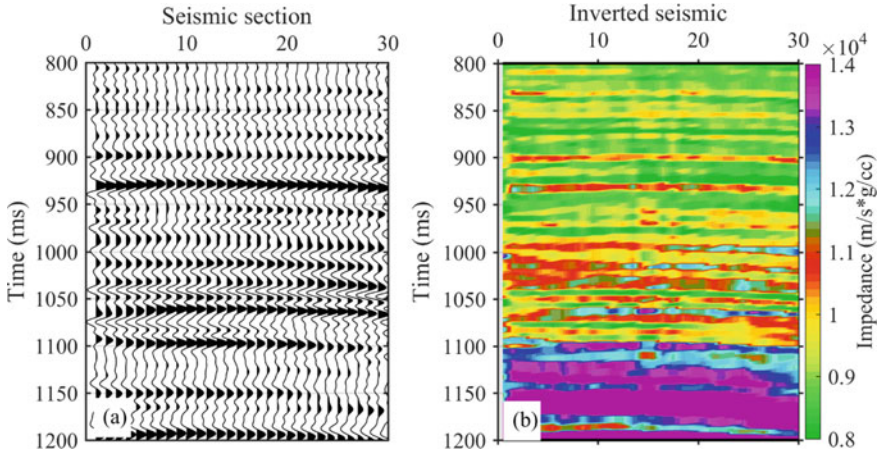 Seismic section
0 10 20 30
800
850
900
950
1000
1050
1100
1150
1200
Time (ms)
(a)
Inverted seismic
0 10 20 30
800
850
900
950
1000
1050
1100
1150
1200
Time (ms)
(b)
×10⁴
1.4
1.3
1.2
1.1
1.0
0.9
0.8
Impedance (m/s*g/cc)